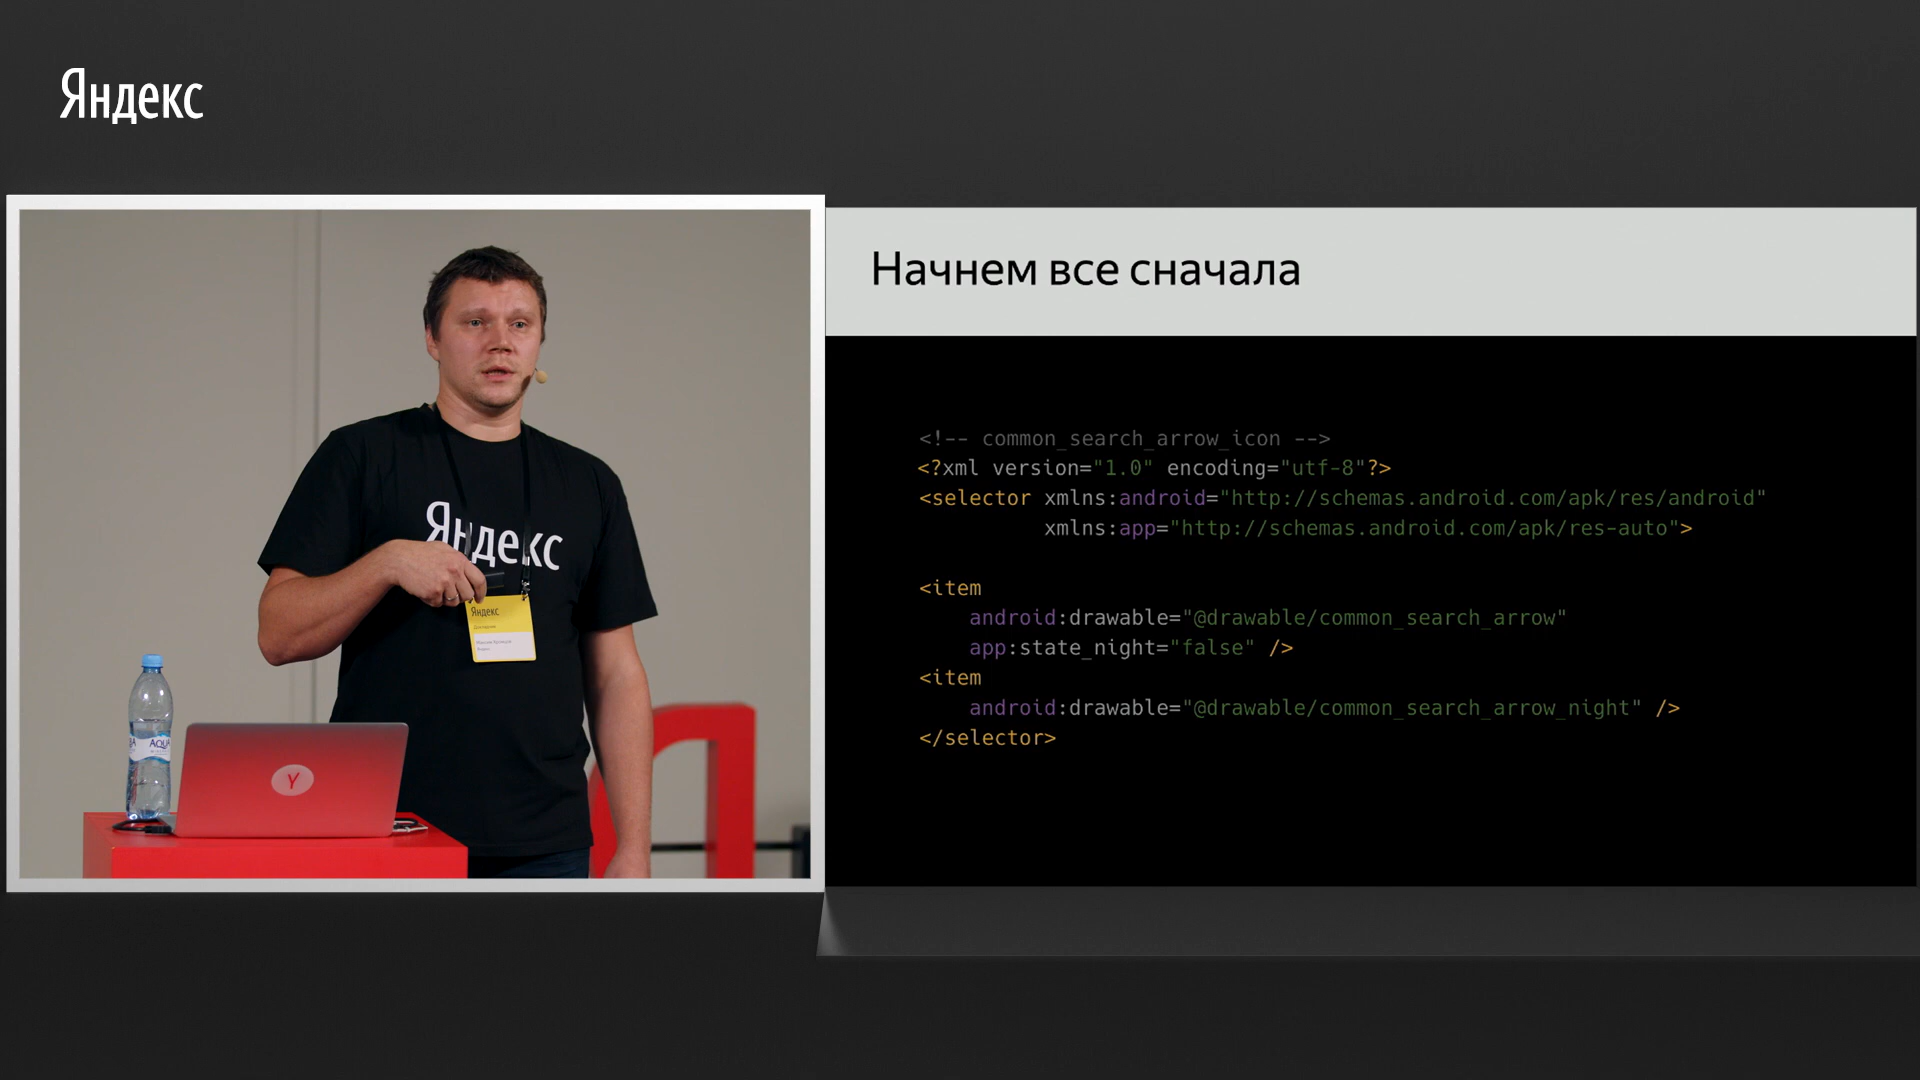 Яндекс
Начнем все сначала
<!-- common_search_arrow_icon -->
<?xml version="1.0" encoding="utf-8"?>
<selector xmlns:android="http://schemas.android.com/apk/res/android"
xmlns:app="http://schemas.android.com/apk/res-auto">
<item
android:drawable="@drawable/common_search_arrow"
app:state_night="false" />
<item
android:drawable="@drawable/common_search_arrow_night" />
</selector>
Яндекс
Яндекс
AQUA
Y